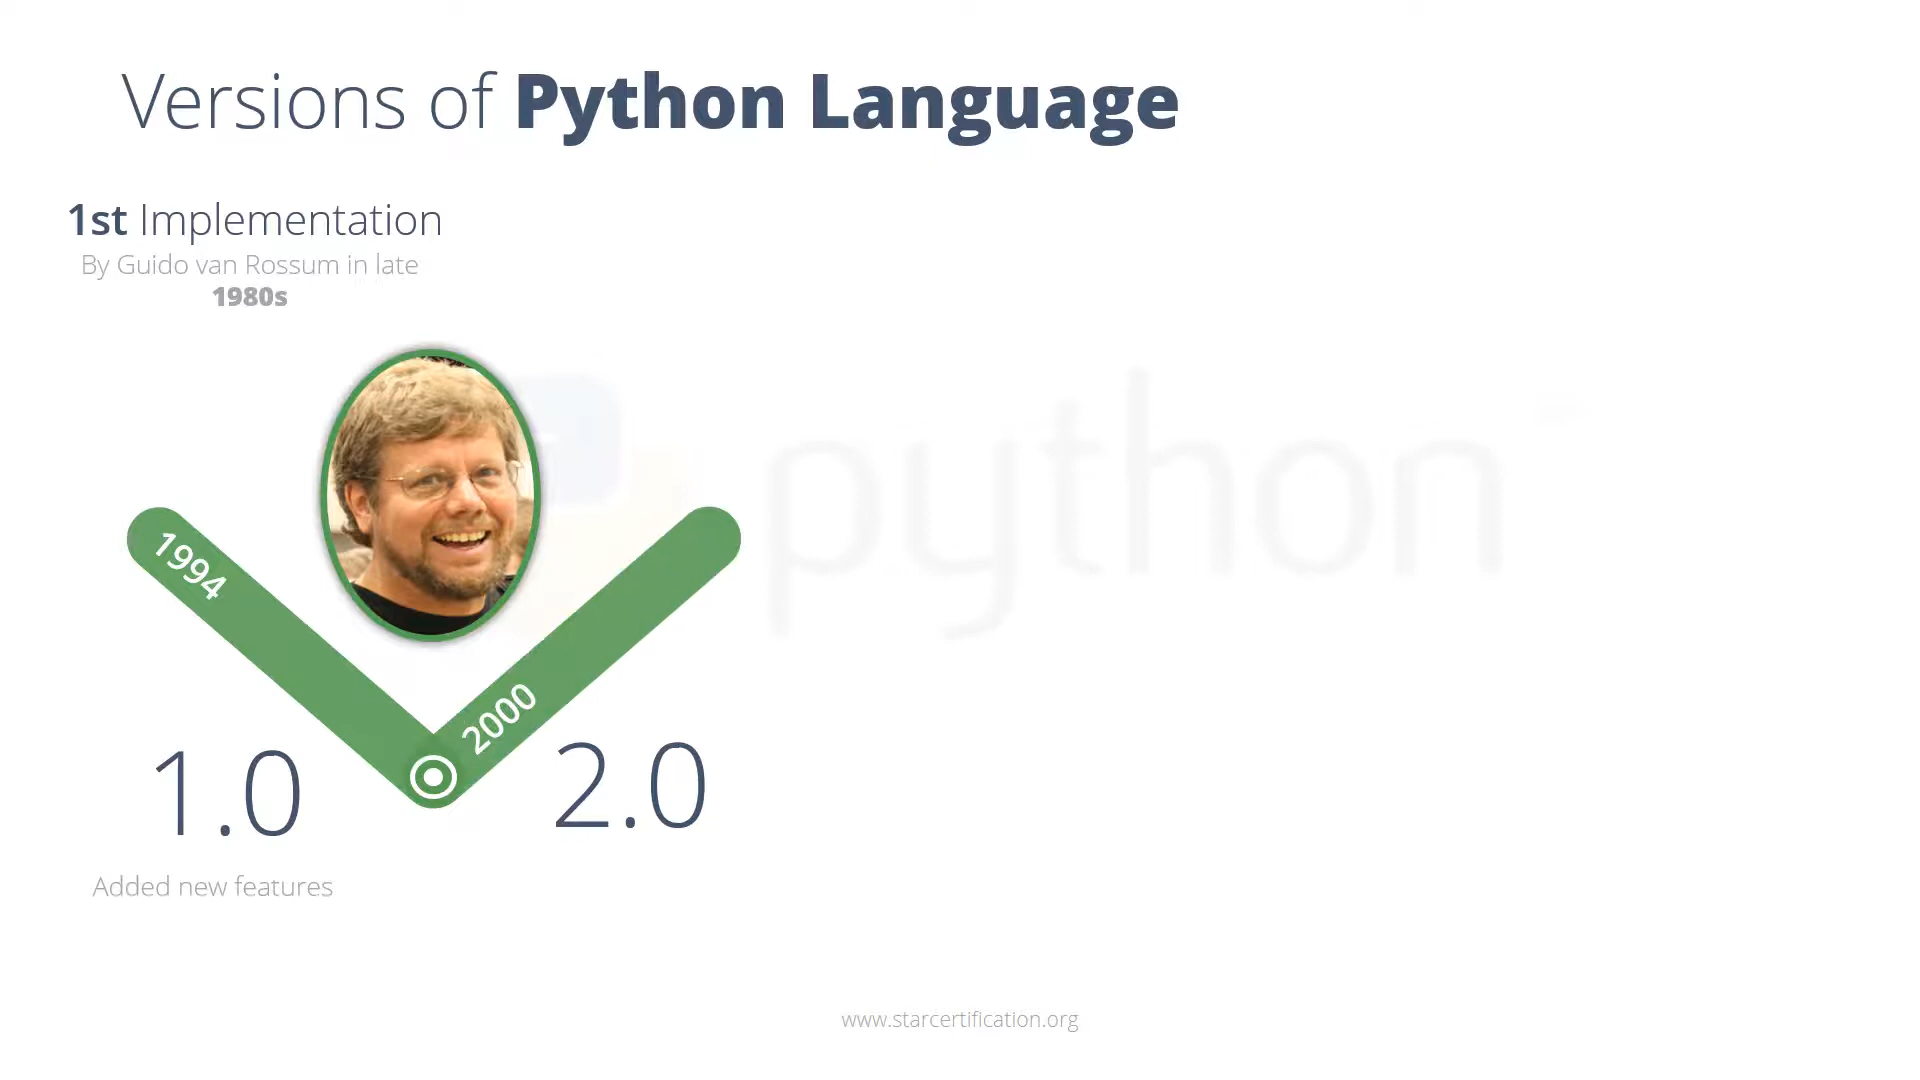 Versions of Python Language
1st Implementation
By Guido van Rossum in late
1980s
python
1994
2000
1.0
2.0
Added new features
www.starcertification.org